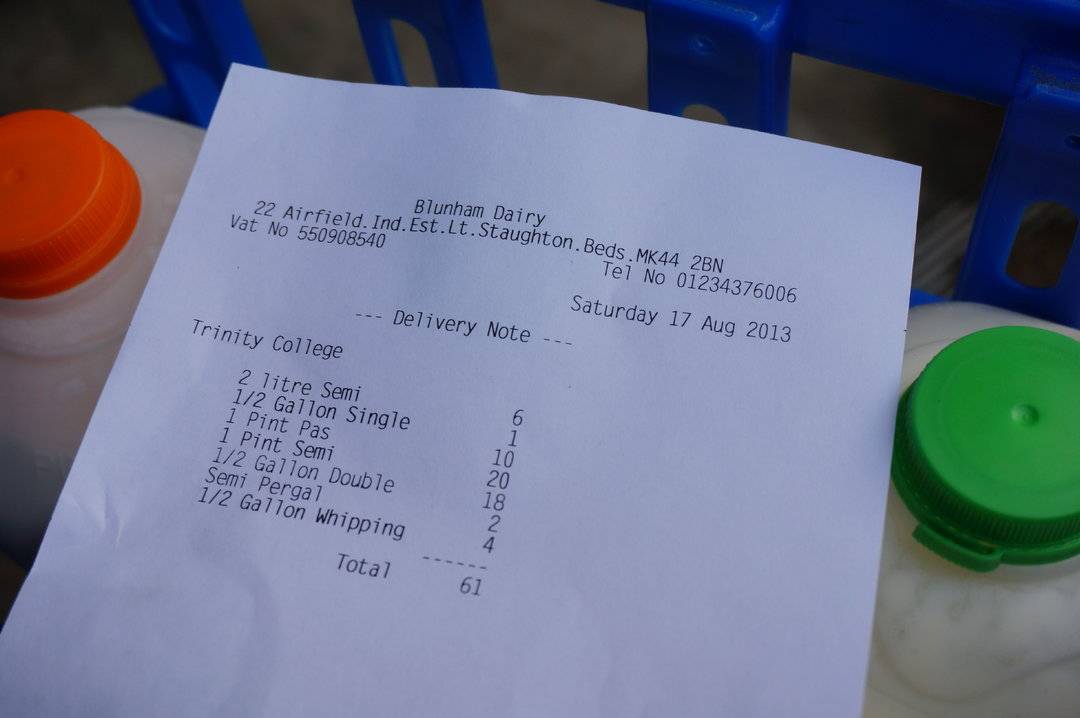 Blunham Dairy
22 Airfield.Ind.Est.Lt.Staughton.Beds.MK44 2BN
Vat No 550908540
Tel No 01234376006
Saturday 17 Aug 2013
--- Delivery Note ---
Trinity College
2 litre Semi 6
1/2 Gallon Single 1
1 Pint Pas 10
1 Pint Semi 20
1/2 Gallon Double 18
Semi Pergal 2
1/2 Gallon Whipping 4
------
Total 61